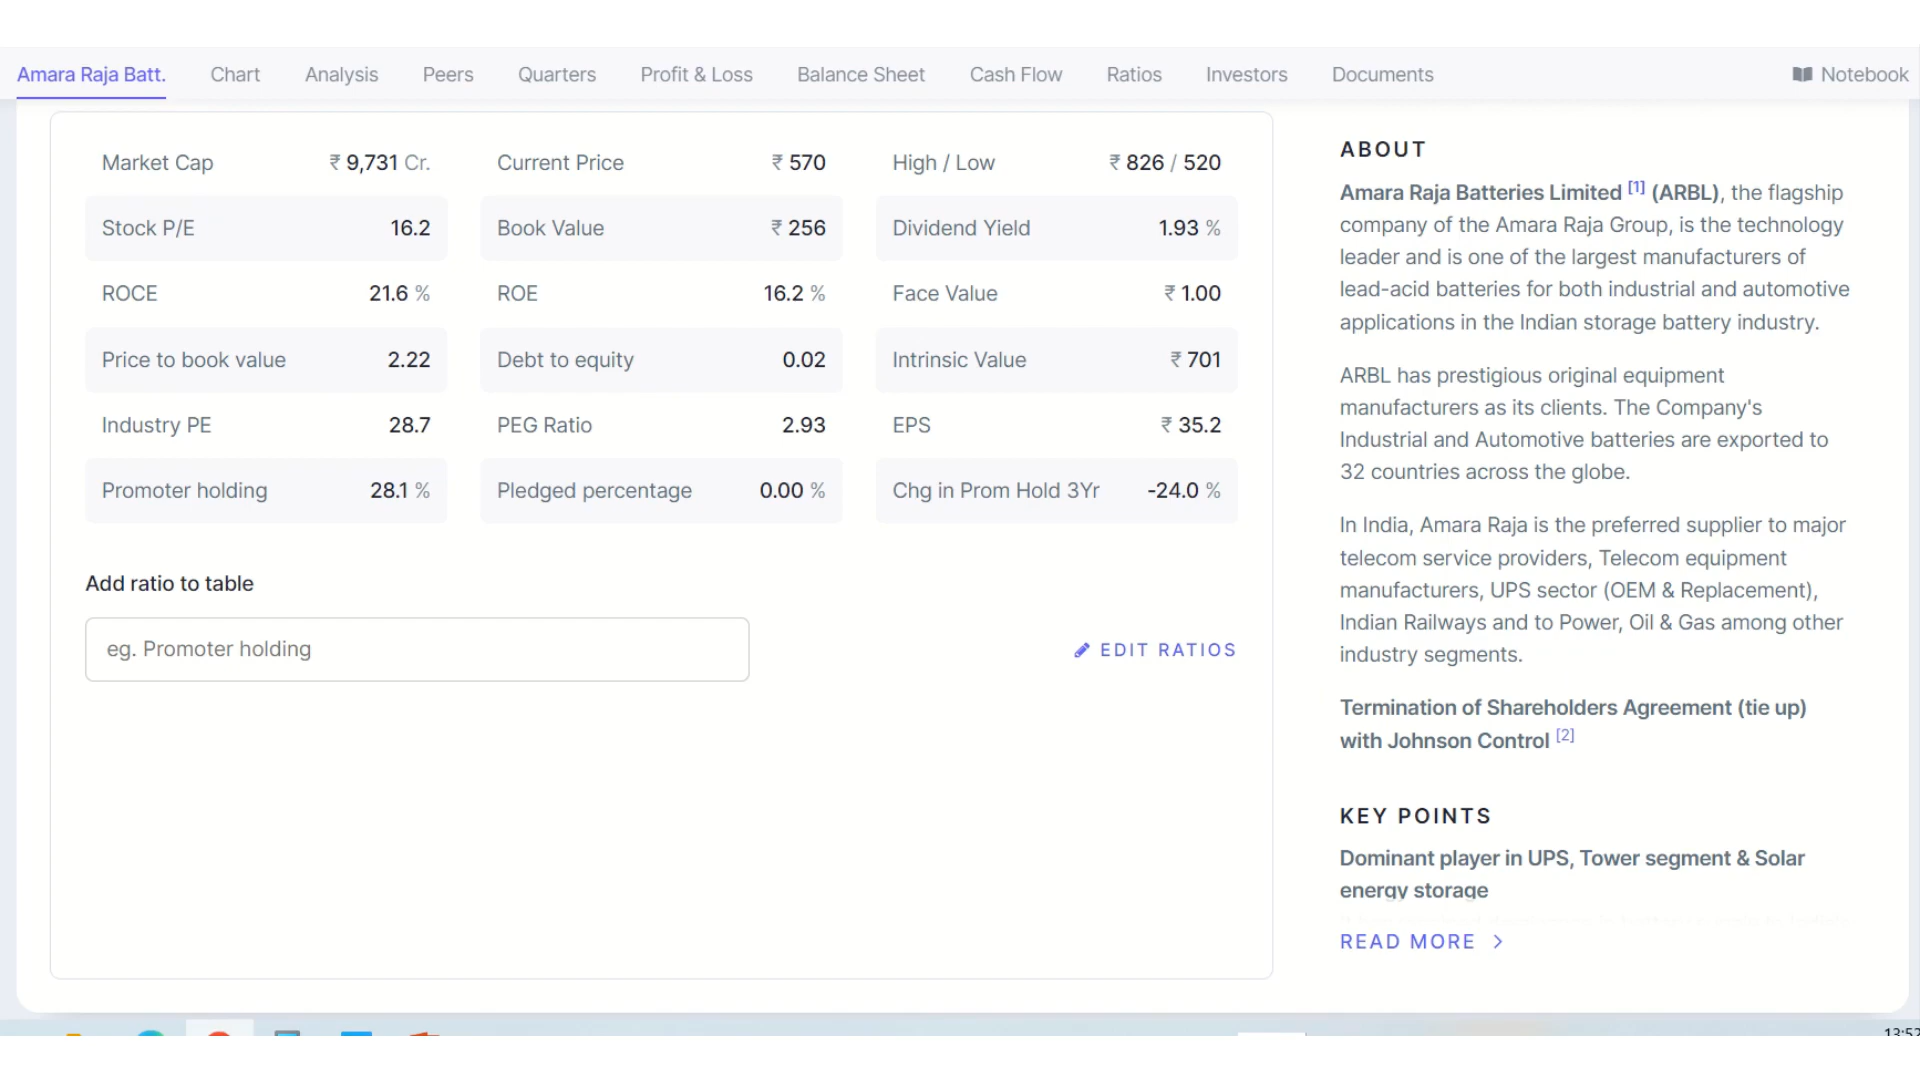 Amara Raja Batt. Chart Analysis Peers Quarters Profit & Loss Balance Sheet Cash Flow Ratios Investors Documents Notebook
Market Cap ₹ 9,731 Cr. Current Price ₹ 570 High / Low ₹ 826 / 520
Stock P/E 16.2 Book Value ₹ 256 Dividend Yield 1.93 %
ROCE 21.6 % ROE 16.2 % Face Value ₹ 1.00
Price to book value 2.22 Debt to equity 0.02 Intrinsic Value ₹ 701
Industry PE 28.7 PEG Ratio 2.93 EPS ₹ 35.2
Promoter holding 28.1 % Pledged percentage 0.00 % Chg in Prom Hold 3Yr -24.0 %
Add ratio to table
eg. Promoter holding
EDIT RATIOS
ABOUT
Amara Raja Batteries Limited [1] (ARBL), the flagship
company of the Amara Raja Group, is the technology
leader and is one of the largest manufacturers of
lead-acid batteries for both industrial and automotive
applications in the Indian storage battery industry.
ARBL has prestigious original equipment
manufacturers as its clients. The Company's
Industrial and Automotive batteries are exported to
32 countries across the globe.
In India, Amara Raja is the preferred supplier to major
telecom service providers, Telecom equipment
manufacturers, UPS sector (OEM & Replacement),
Indian Railways and to Power, Oil & Gas among other
industry segments.
Termination of Shareholders Agreement (tie up)
with Johnson Control [2]
KEY POINTS
Dominant player in UPS, Tower segment & Solar
energy storage
READ MORE
13:52